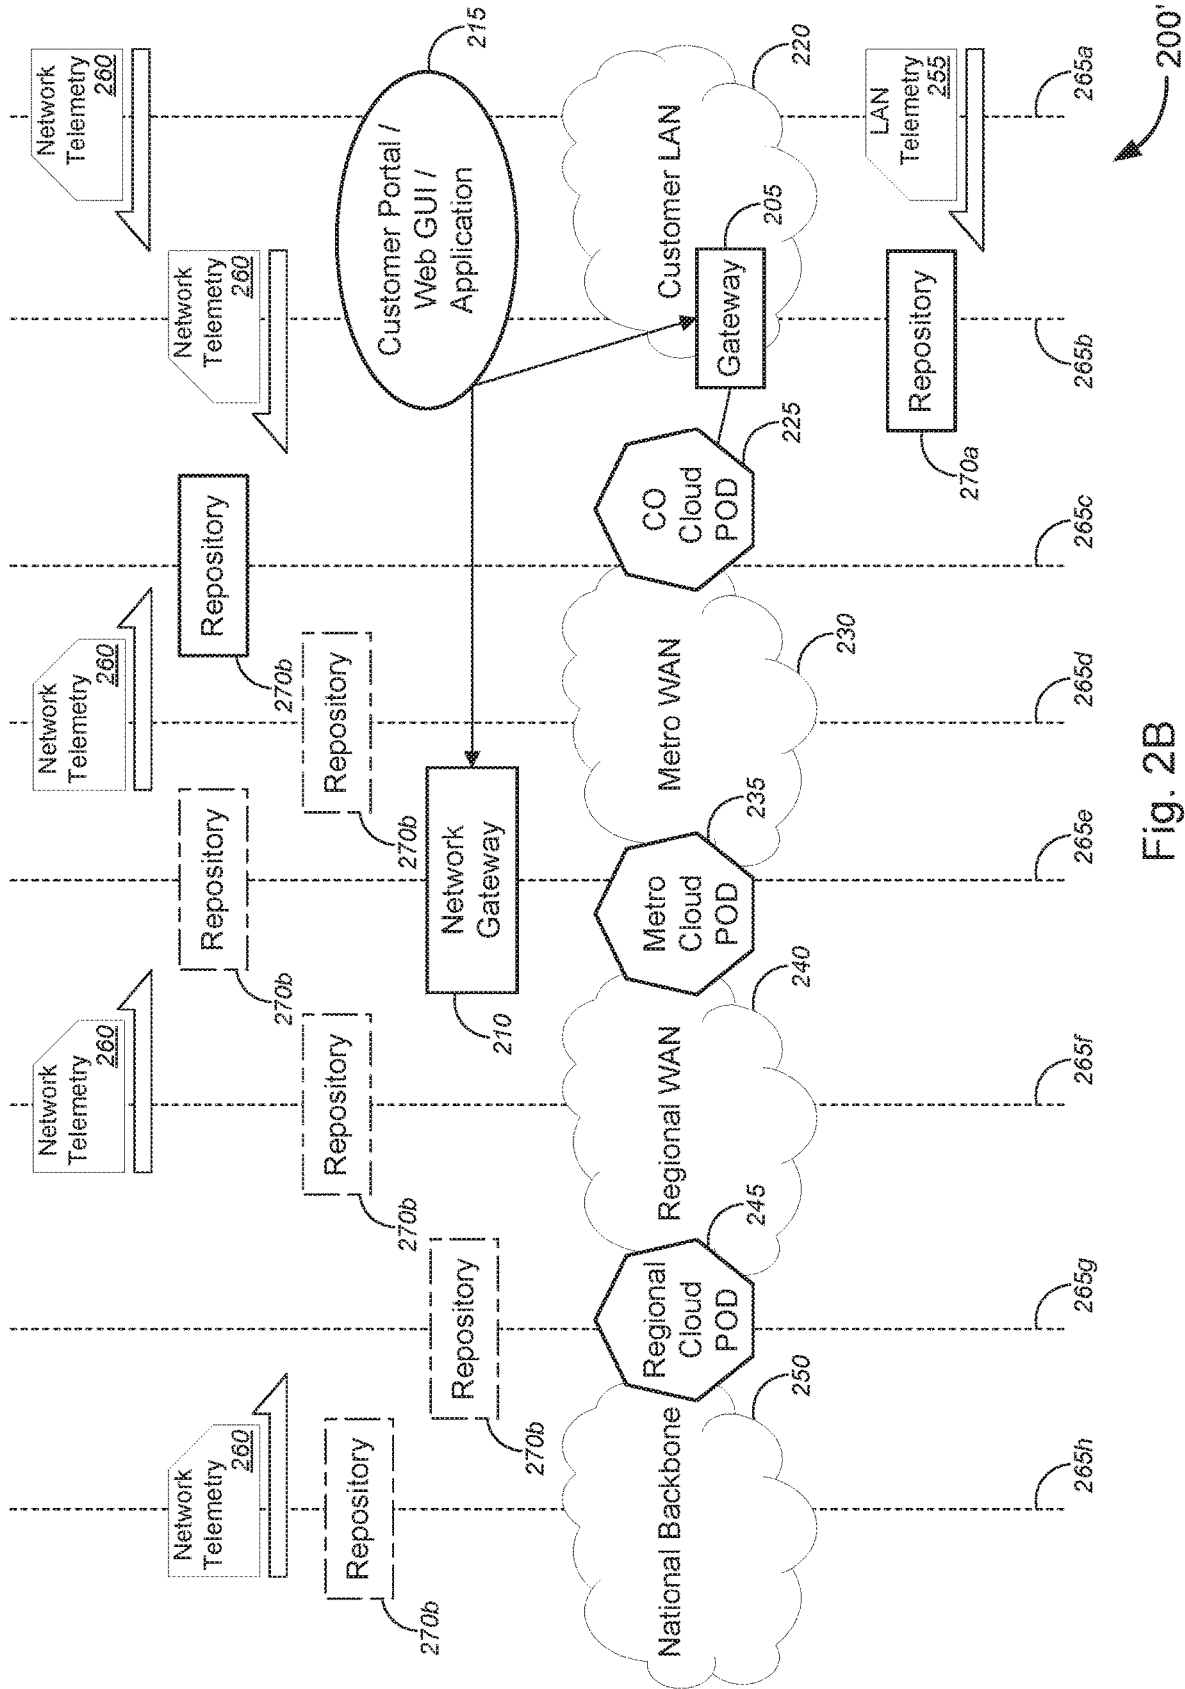 200'
Network
Telemetry
260
Network
Telemetry
260
Network
Telemetry
260
Network
Telemetry
260
Network
Telemetry
260
Repository
270b
Repository
270b
Repository
270b
Repository
270b
Repository
270b
Repository
270b
Customer Portal /
Web GUI /
Application
215
Network
Gateway
210
National Backbone
250
Regional
Cloud
POD
245
Regional WAN
240
Metro
Cloud
POD
235
Metro WAN
230
CO
Cloud
POD
225
Gateway
205
Customer LAN
220
Repository
270a
LAN
Telemetry
255
265h
265g
265f
265e
265d
265c
265b
265a
Fig. 2B